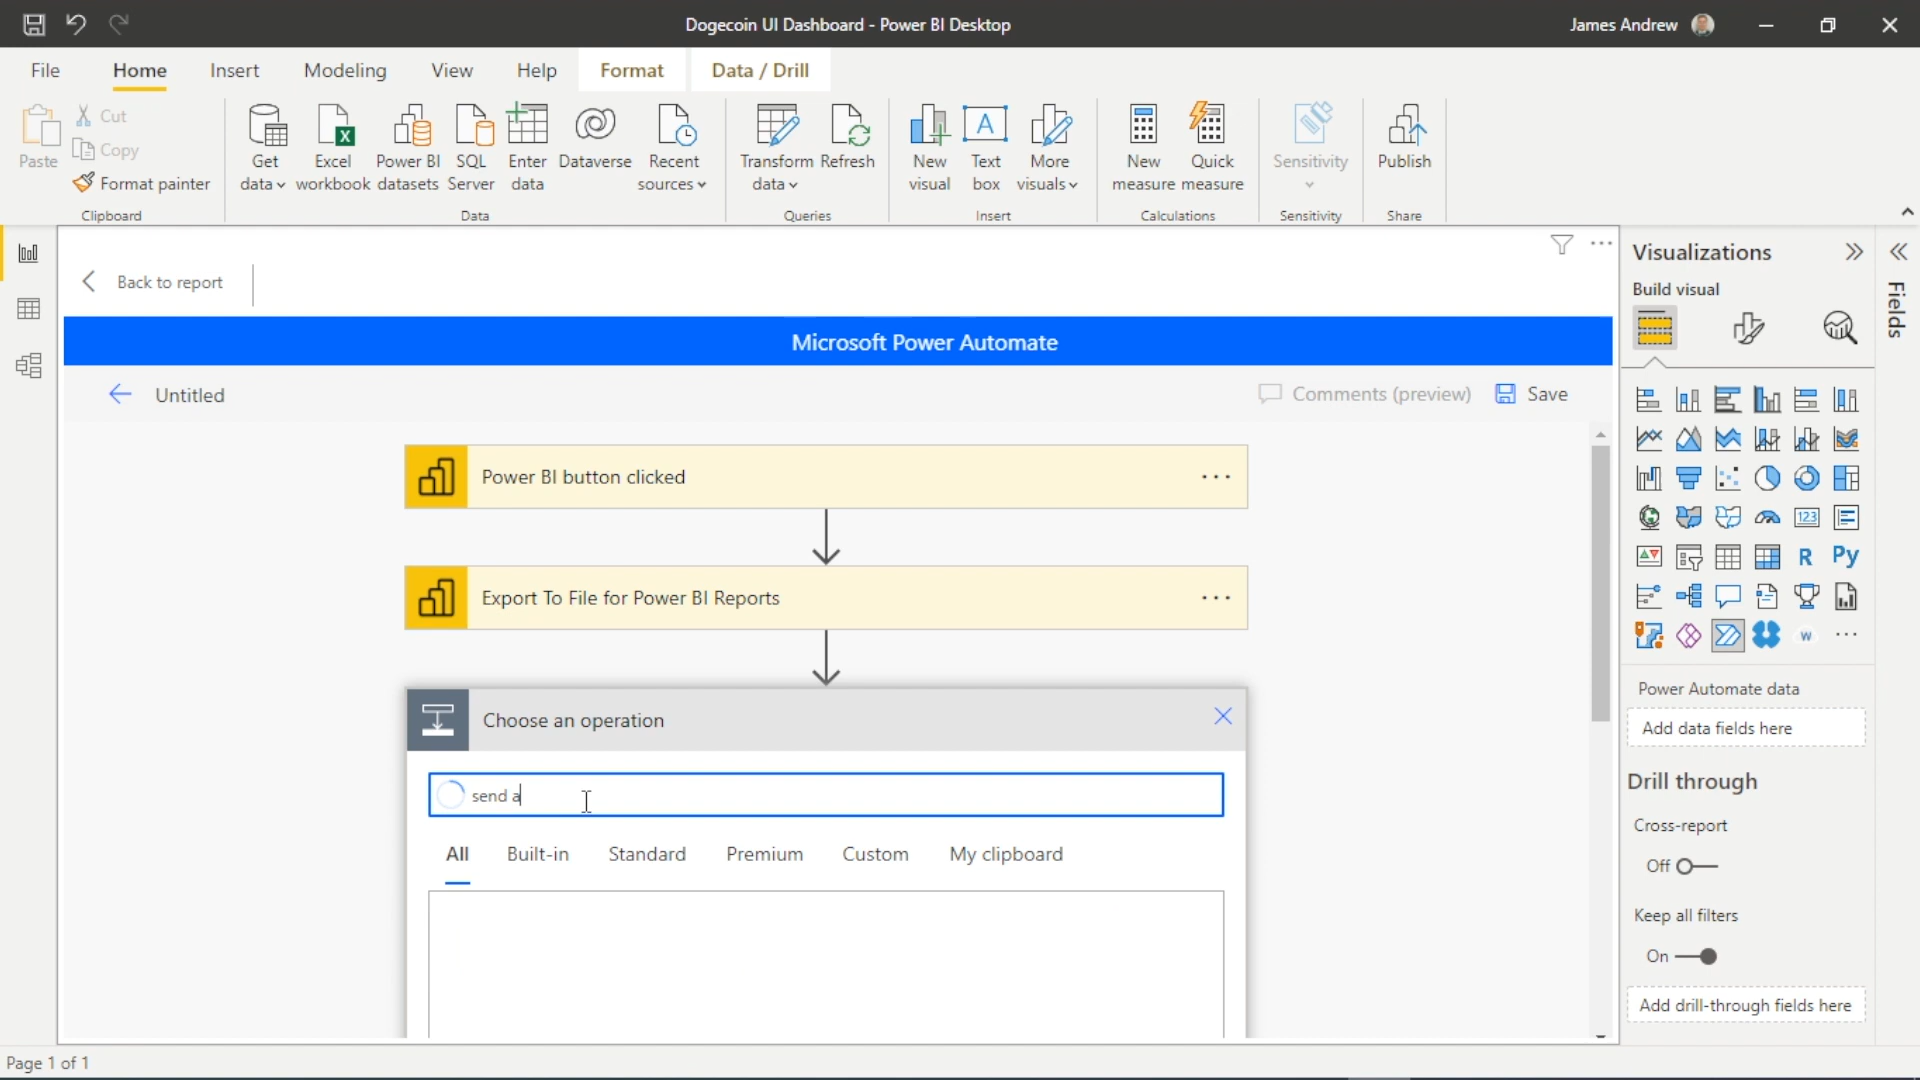 Dogecoin UI Dashboard - Power BI Desktop
James Andrew
File Home Insert Modeling View Help Format Data / Drill
Paste
Cut
Copy
Format painter
Clipboard
Get data
Excel workbook
Power BI datasets
SQL Server
Enter data
Dataverse
Recent sources
Data
Transform data
Refresh
Queries
New visual
A
Text box
More visuals
Insert
New measure
Quick measure
Calculations
Sensitivity
Sensitivity
Publish
Share
Back to report
Microsoft Power Automate
Untitled
Comments (preview)
Save
Power BI button clicked
Export To File for Power BI Reports
Choose an operation
send a
All Built-in Standard Premium Custom My clipboard
Visualizations
Build visual
123
R
Py
W
Power Automate data
Add data fields here
Drill through
Cross-report
Off
Keep all filters
On
Add drill-through fields here
Fields
Page 1 of 1